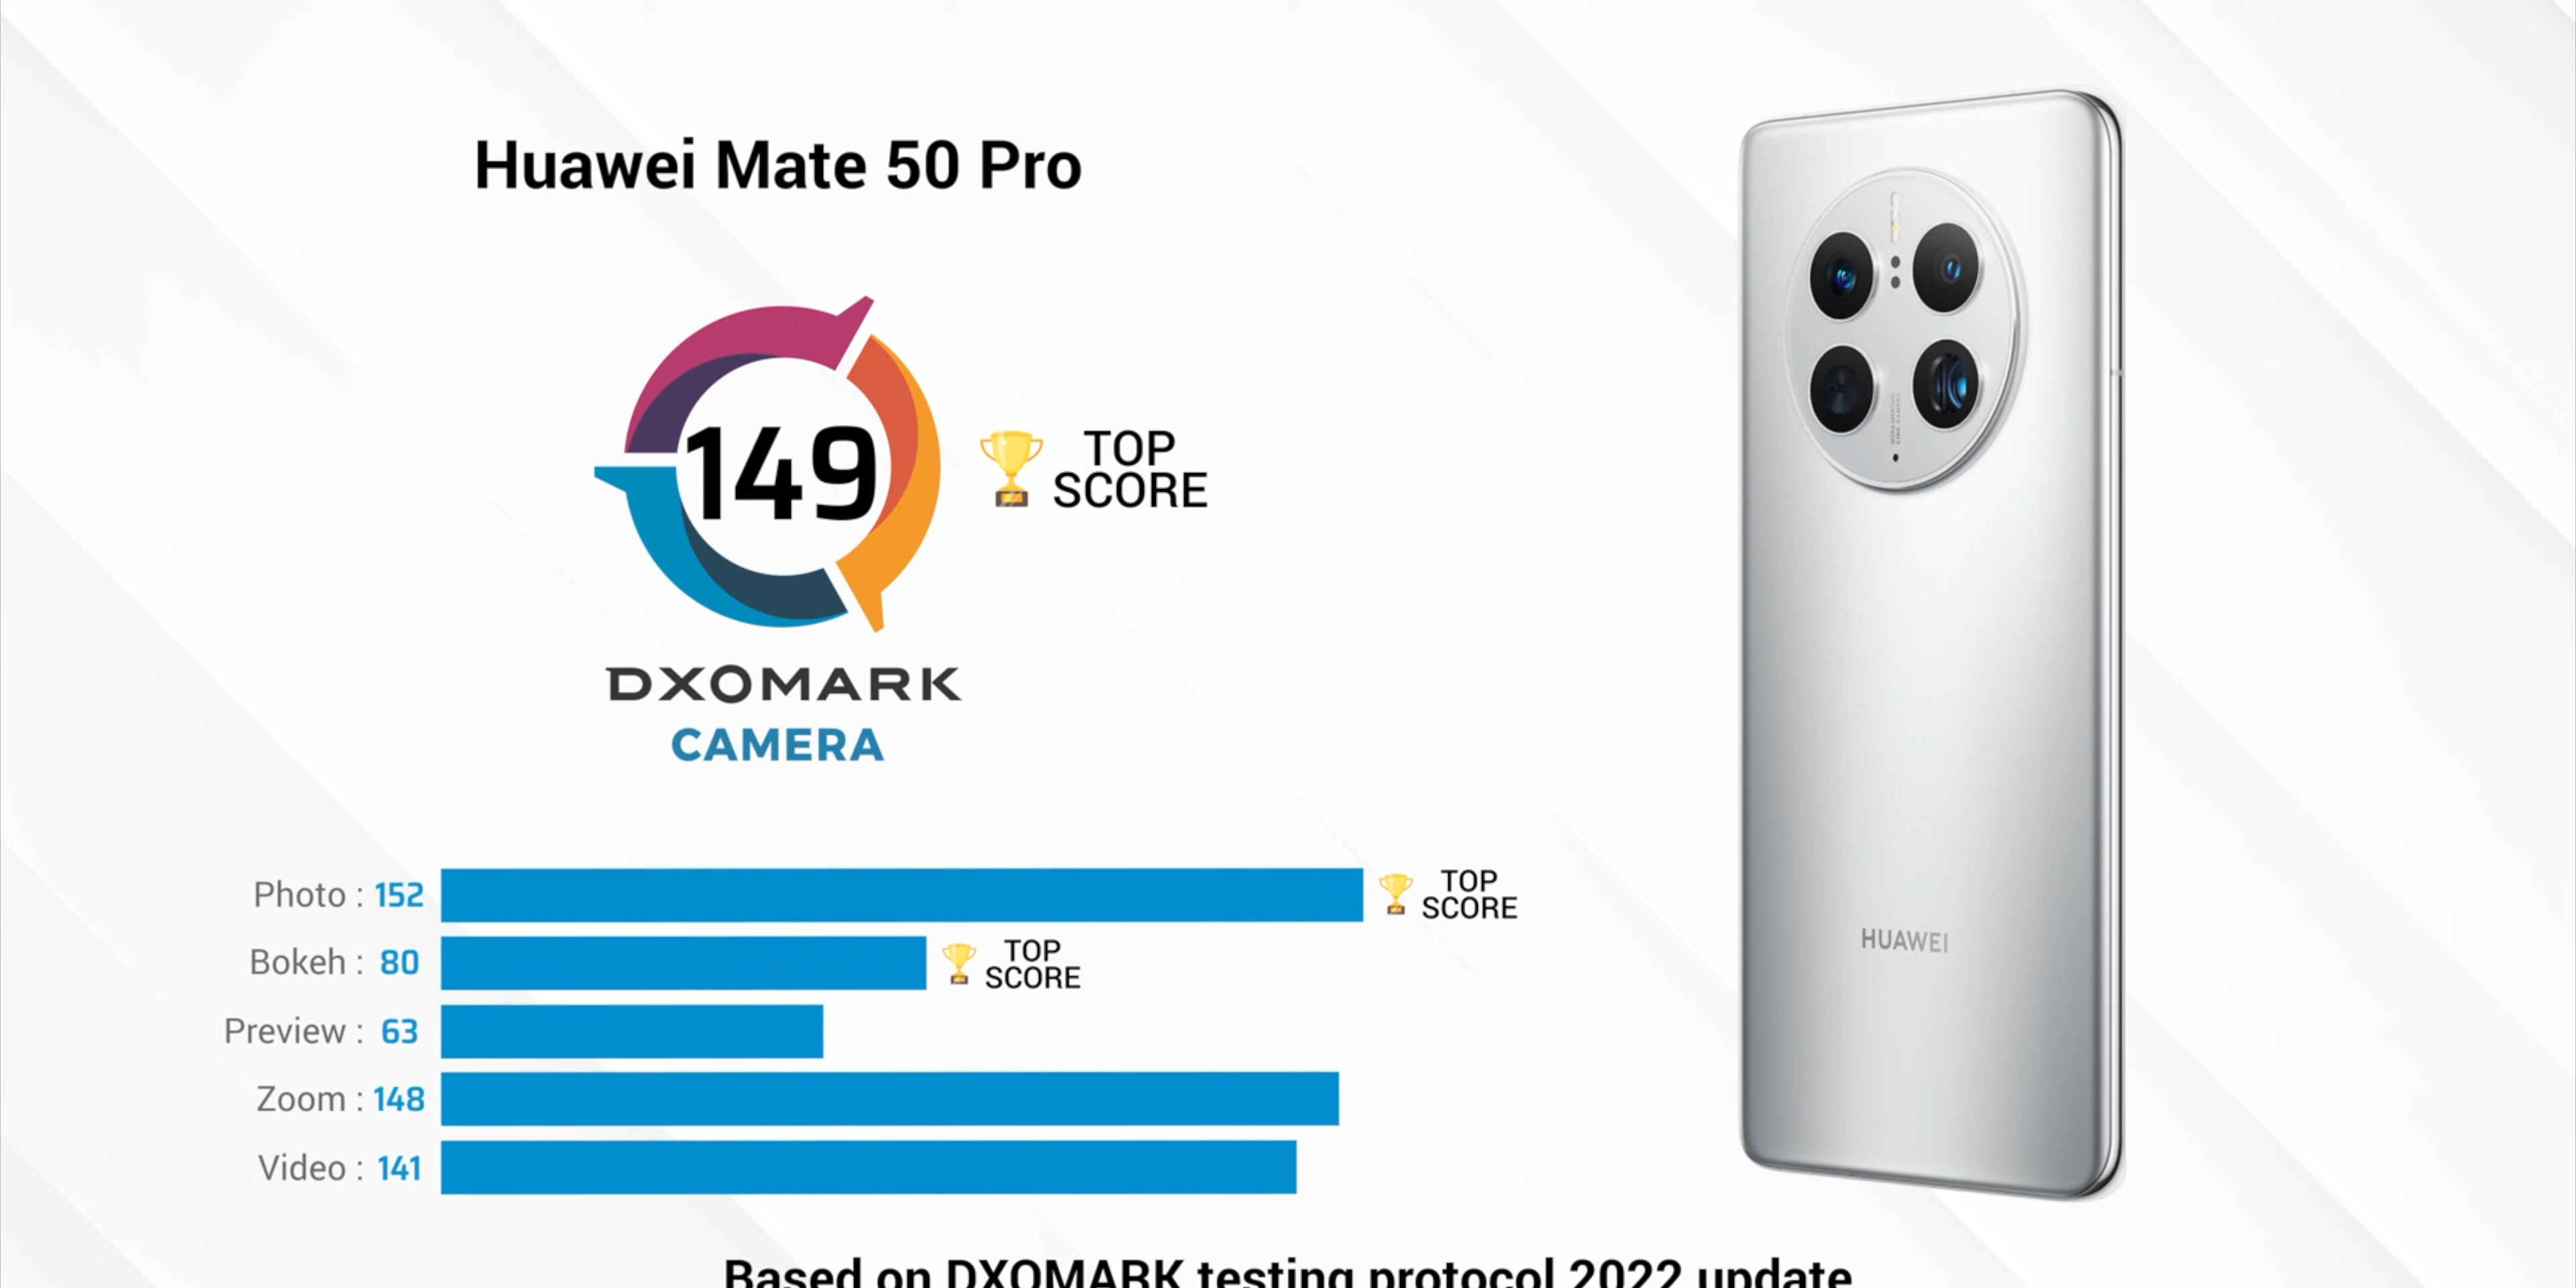 Huawei Mate 50 Pro
149
TOP
SCORE
DXOMARK
CAMERA
Photo : 152
TOP
SCORE
Bokeh : 80
TOP
SCORE
Preview : 63
Zoom : 148
Video : 141
HUAWEI
Based on DXOMARK testing protocol 2022 update